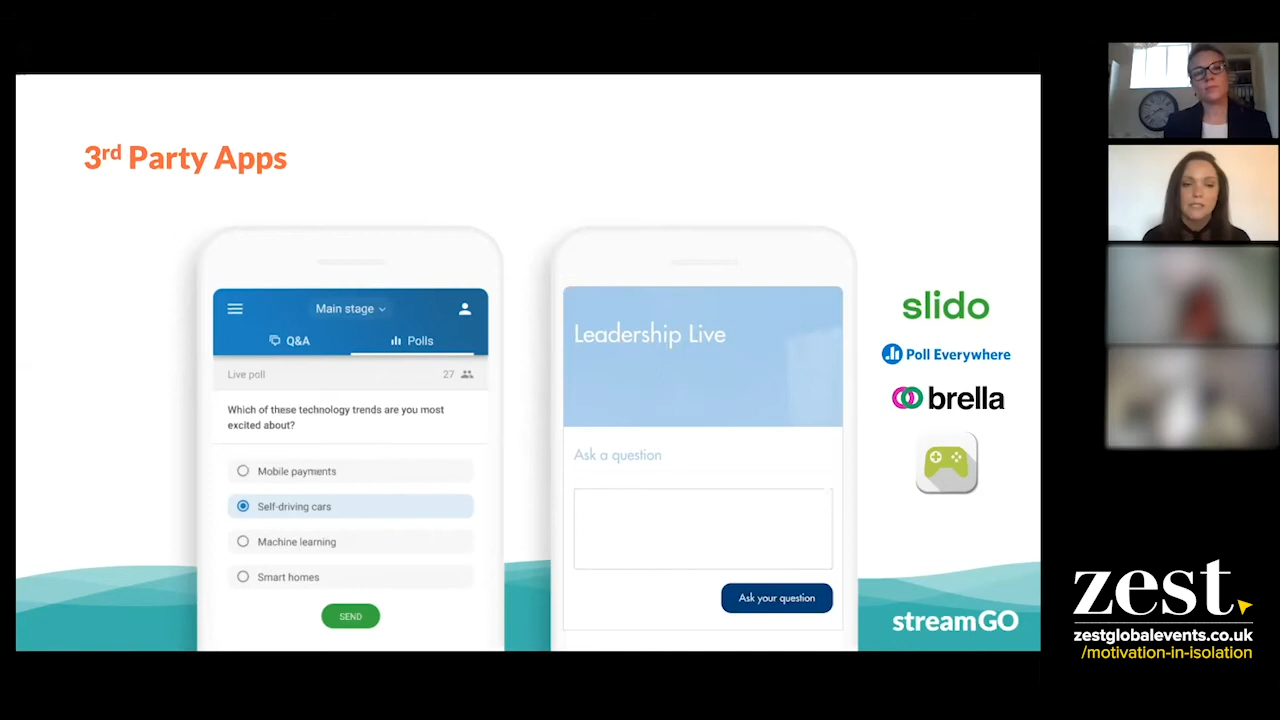 3rd Party Apps
Main stage
Q&A
Polls
Live poll
27
Which of these technology trends are you most
excited about?
Mobile payments
Self-driving cars
Machine learning
Smart homes
SEND
Leadership Live
Ask a question
Ask your question
slido
Poll Everywhere
brella
streamGO
zest.
zestglobalevents.co.uk
/motivation-in-isolation